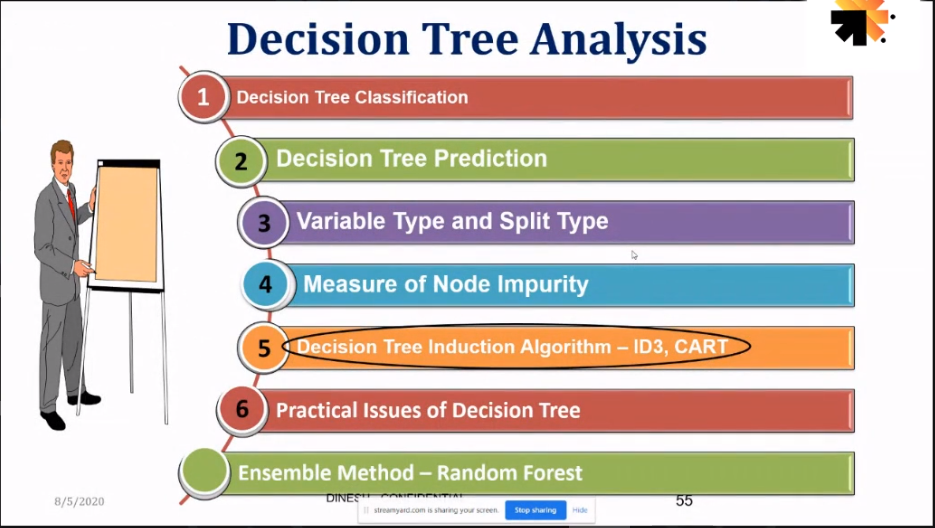 Decision Tree Analysis
1 Decision Tree Classification
2 Decision Tree Prediction
3 Variable Type and Split Type
4 Measure of Node Impurity
5 Decision Tree Induction Algorithm – ID3, CART
6 Practical Issues of Decision Tree
Ensemble Method – Random Forest
8/5/2020
55
streamyard.com is sharing your screen. Stop sharing Hide